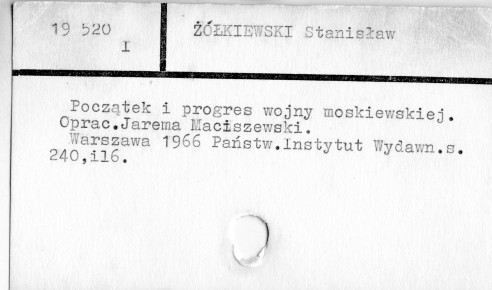 19 520
I
ŻÓŁKIEWSKI Stanisław
Początek i progres wojny moskiewskiej.
Oprac.Jarema Maciszewski.
Warszawa 1966 Państw.Instytut Wydawn.s.
240,il6.